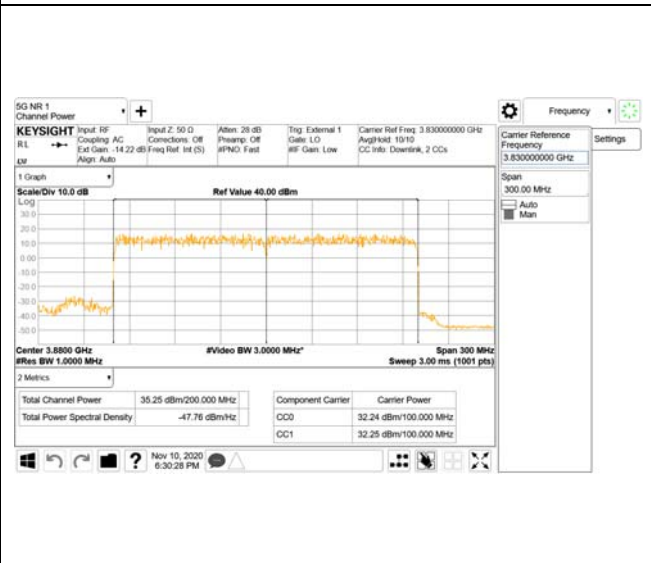 5G NR 1
Channel Power
Frequency
KEYSIGHT
RL
Input: RF
Coupling: AC
Ext Gain: -14.22 dB
Align: Auto
Input Z: 50 Ω
Corrections: Off
Freq Ref: Int (S)
Atten: 28 dB
Preamp: Off
#PNO: Fast
Trig: External 1
Gate: LO
#IF Gain: Low
Carrier Ref Freq: 3.830000000 GHz
Avg|Hold: 10/10
CC Info: Downlink, 2 CCs
Carrier Reference
Frequency
3.830000000 GHz
Settings
Span
300.00 MHz
Auto
Man
1 Graph
Scale/Div 10.0 dB
Ref Value 40.00 dBm
Log
30.0
20.0
10.0
0.00
-10.0
-20.0
-30.0
-40.0
-50.0
Center 3.8800 GHz
#Video BW 3.0000 MHz*
Span 300 MHz
#Res BW 1.0000 MHz
Sweep 3.00 ms (1001 pts)
2 Metrics
Total Channel Power 35.25 dBm/200.000 MHz
Total Power Spectral Density -47.76 dBm/Hz
Component Carrier Carrier Power
CC0 32.24 dBm/100.000 MHz
CC1 32.25 dBm/100.000 MHz
Nov 10, 2020
6:30:28 PM